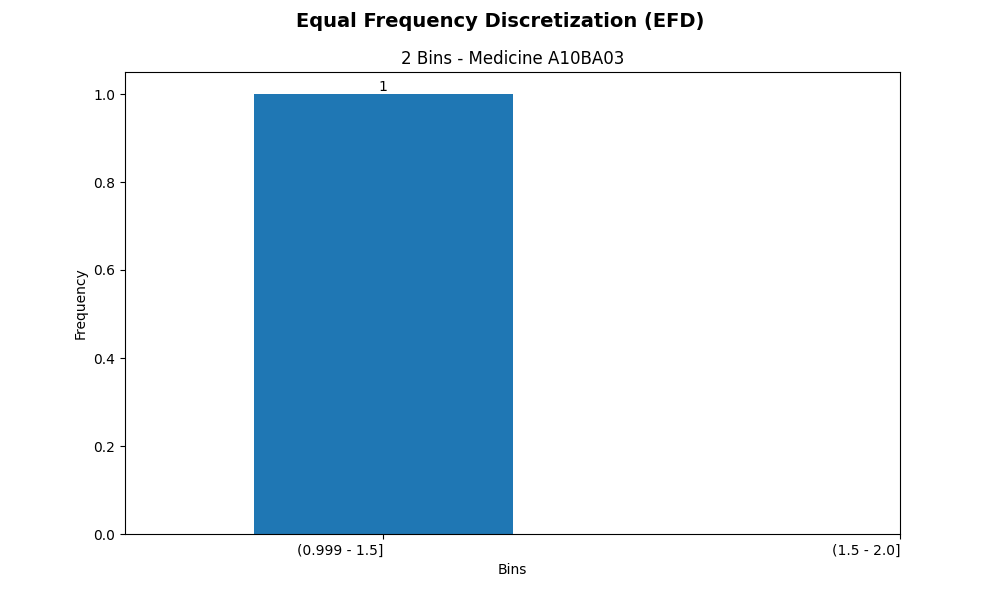 Equal Frequency Discretization (EFD)
2 Bins - Medicine A10BA03
1
1.0
0.8
0.6
0.4
0.2
0.0
Frequency
(0.999 - 1.5]
(1.5 - 2.0]
Bins